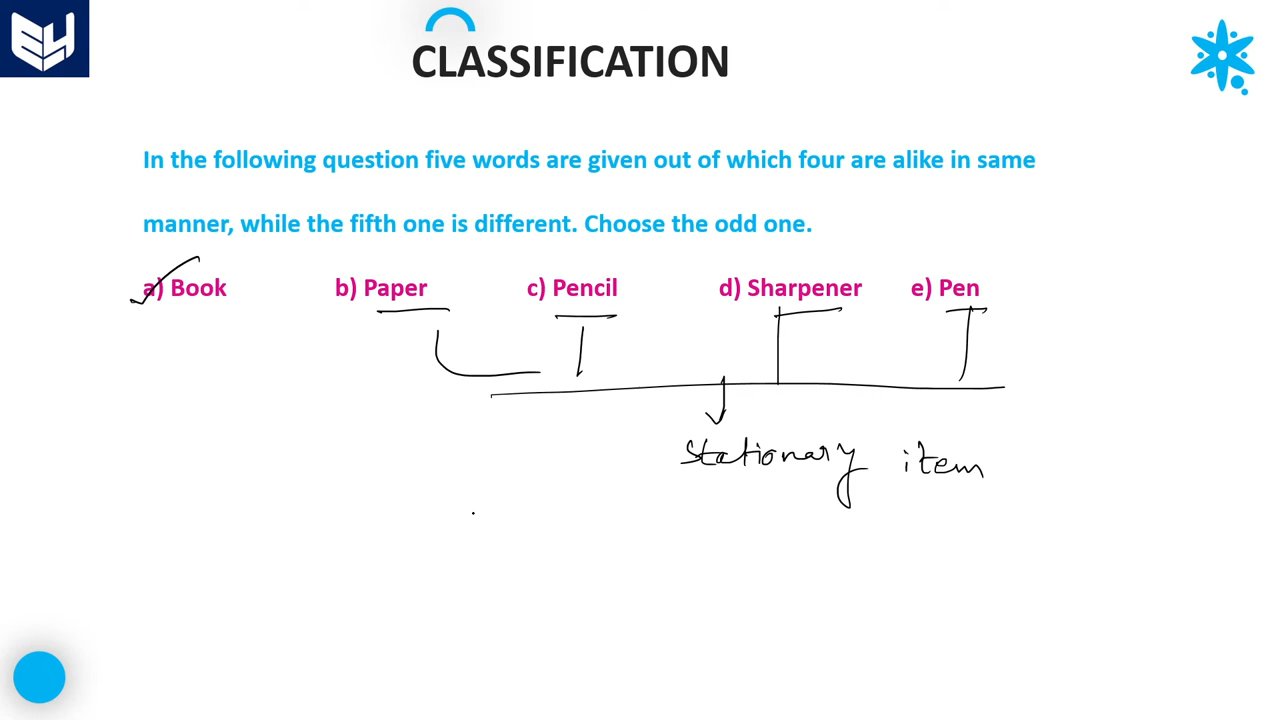 CLASSIFICATION
In the following question five words are given out of which four are alike in same
manner, while the fifth one is different. Choose the odd one.
a) Book b) Paper c) Pencil d) Sharpener e) Pen
Stationary item